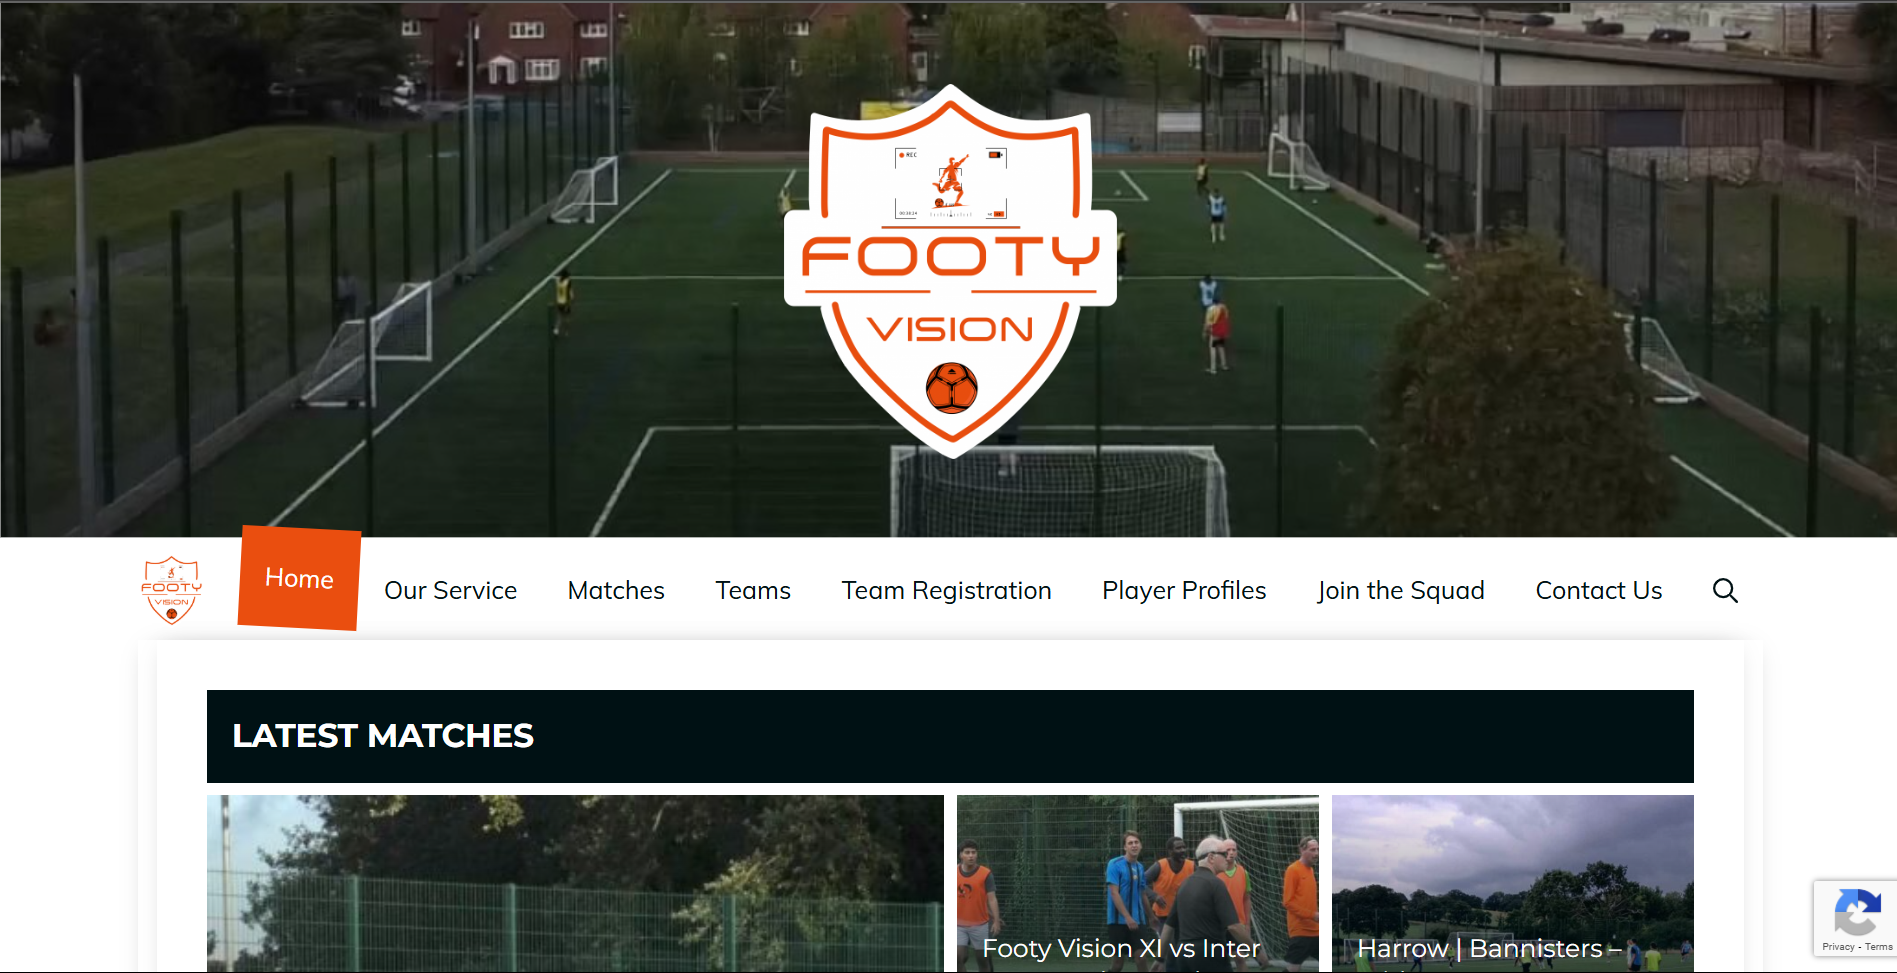 REC
FOOTY
VISION
FOOTY
VISION
Home
Our Service
Matches
Teams
Team Registration
Player Profiles
Join the Squad
Contact Us
LATEST MATCHES
Footy Vision XI vs Inter
Harrow | Bannisters –
Privacy - Terms